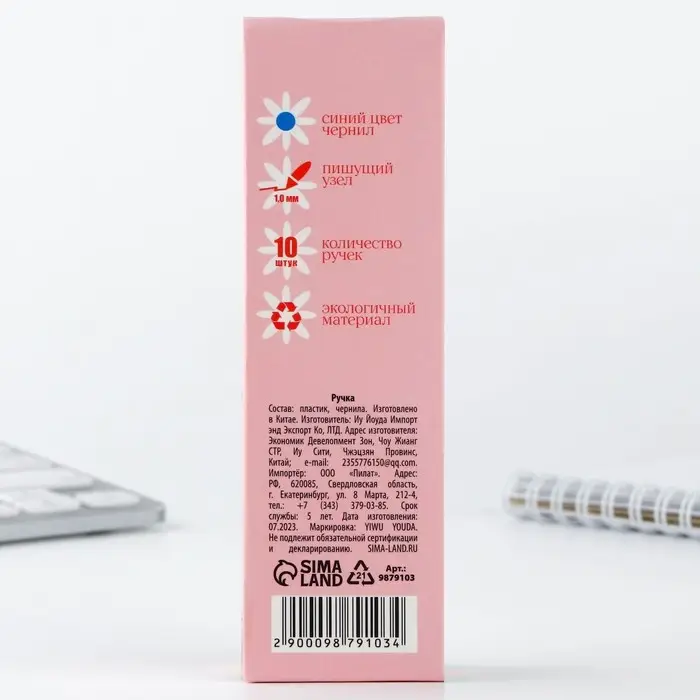 синий цвет
чернил
пишущий
узел
1,0 мм
10
штук
количество
ручек
экологичный
материал
Ручка
Состав: пластик, чернила. Изготовлено
в Китае. Изготовитель: Иу Йоуда Импорт
энд Экспорт Ко, ЛТД. Адрес изготовителя:
Экономик Девелопмент Зон, Чоу Жианг
СТР, Иу Сити, Чжэцзян Провинс,
Китай; e-mail: 2355776150@qq.com.
Импортёр: ООО «Пилат». Адрес:
РФ, 620085, Свердловская область,
г. Екатеринбург, ул. 8 Марта, 212-4,
тел.: +7 (343) 379-03-85. Срок
службы: 5 лет. Дата изготовления:
07.2023. Маркировка: YIWU YOUDA.
Не подлежит обязательной сертификации
и декларированию. SIMA-LAND.RU
SIMA
LAND
21
Арт.:
9879103
2 900098 791034